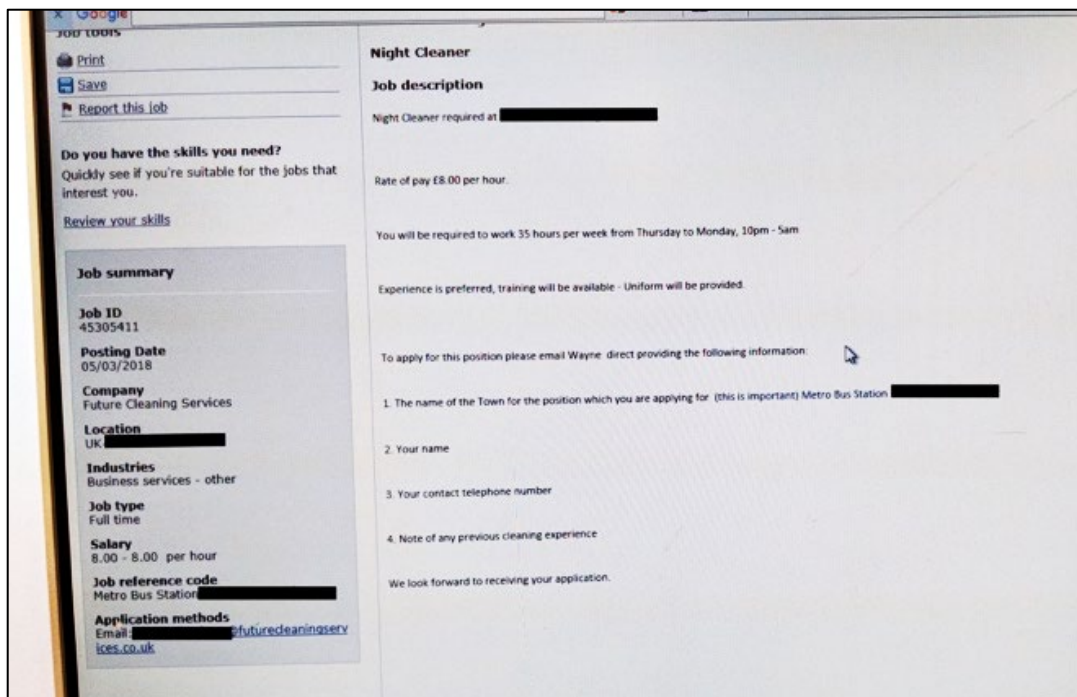 Google
Job tools
Print
Save
Report this job
Do you have the skills you need?
Quickly see if you're suitable for the jobs that
interest you.
Review your skills
Job summary
Job ID
45305411
Posting Date
05/03/2018
Company
Future Cleaning Services
Location
UK
Industries
Business services - other
Job type
Full time
Salary
8.00 - 8.00 per hour
Job reference code
Metro Bus Station
Application methods
Email: @futurecleaningserv
ices.co.uk
Night Cleaner
Job description
Night Cleaner required at
Rate of pay £8.00 per hour.
You will be required to work 35 hours per week from Thursday to Monday, 10pm - 5am
Experience is preferred, training will be available - Uniform will be provided.
To apply for this position please email Wayne direct providing the following information:
1. The name of the Town for the position which you are applying for (this is important) Metro Bus Station
2. Your name
3. Your contact telephone number
4. Note of any previous cleaning experience
We look forward to receiving your application.